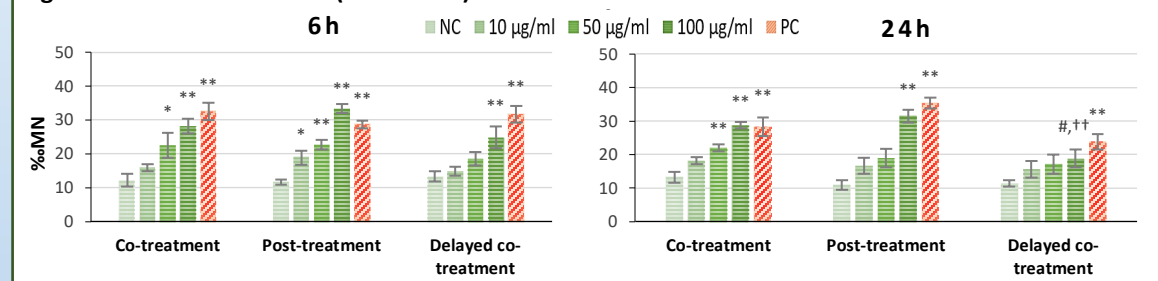 6 h
NC 10 µg/ml 50 µg/ml 100 µg/ml PC
24 h
‰MN
50
40
30
20
10
0
* ** **
* ** ** **
** **
Co-treatment
Post-treatment
Delayed co-
treatment
50
40
30
20
10
0
** ** **
** **
#,†† **
Co-treatment
Post-treatment
Delayed co-
treatment